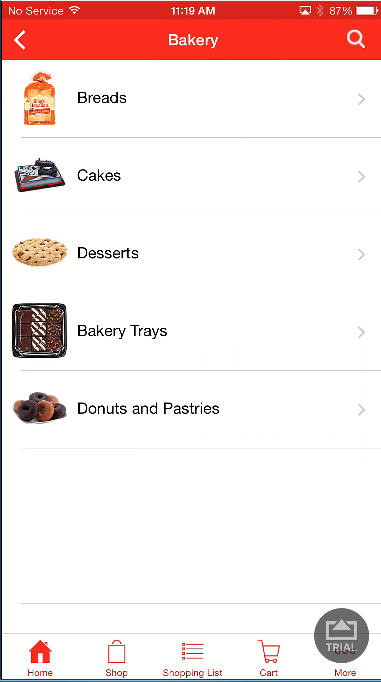 No Service 11:19 AM 87%
Bakery
Breads
Cakes
Desserts
Bakery Trays
Donuts and Pastries
TRIAL
Home Shop Shopping List Cart More